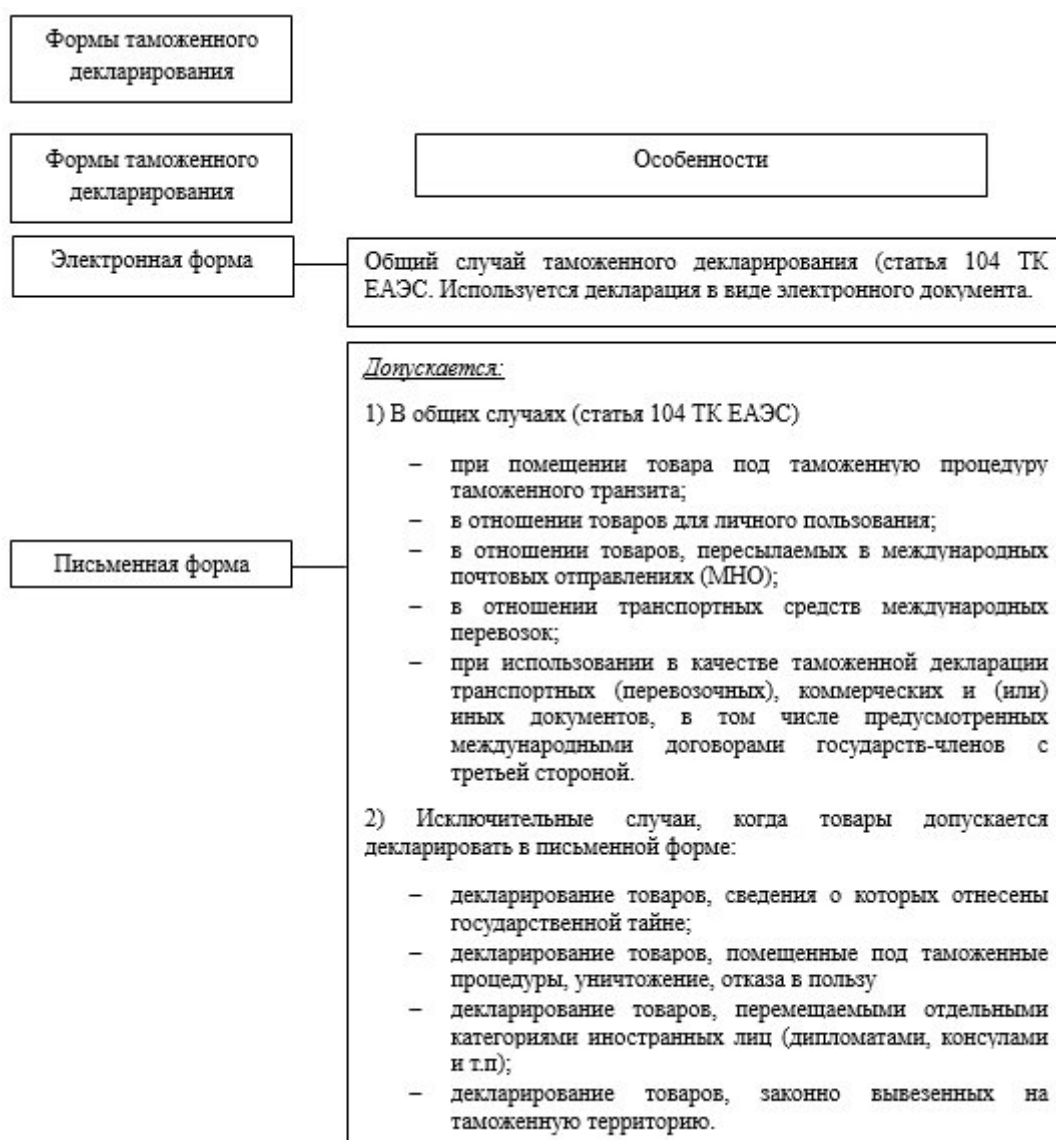 Формы таможенного
декларирования
Формы таможенного
декларирования
Особенности
Электронная форма
Общий случай таможенного декларирования (статья 104 ТК
ЕАЭС. Используется декларация в виде электронного документа.
Допускается:
1) В общих случаях (статья 104 ТК ЕАЭС)
– при помещении товара под таможенную процедуру
таможенного транзита;
– в отношении товаров для личного пользования;
– в отношении товаров, пересылаемых в международных
почтовых отправлениях (МНО);
– в отношении транспортных средств международных
перевозок;
– при использовании в качестве таможенной декларации
транспортных (перевозочных), коммерческих и (или)
иных документов, в том числе предусмотренных
международными договорами государств-членов с
третьей стороной.
Письменная форма
2) Исключительные случаи, когда товары допускается
декларировать в письменной форме:
– декларирование товаров, сведения о которых отнесены
государственной тайне;
– декларирование товаров, помещенные под таможенные
процедуры, уничтожение, отказа в пользу
– декларирование товаров, перемещаемыми отдельными
категориями иностранных лиц (дипломатами, консулами
и т.п);
– декларирование товаров, законно вывезенных на
таможенную территорию.